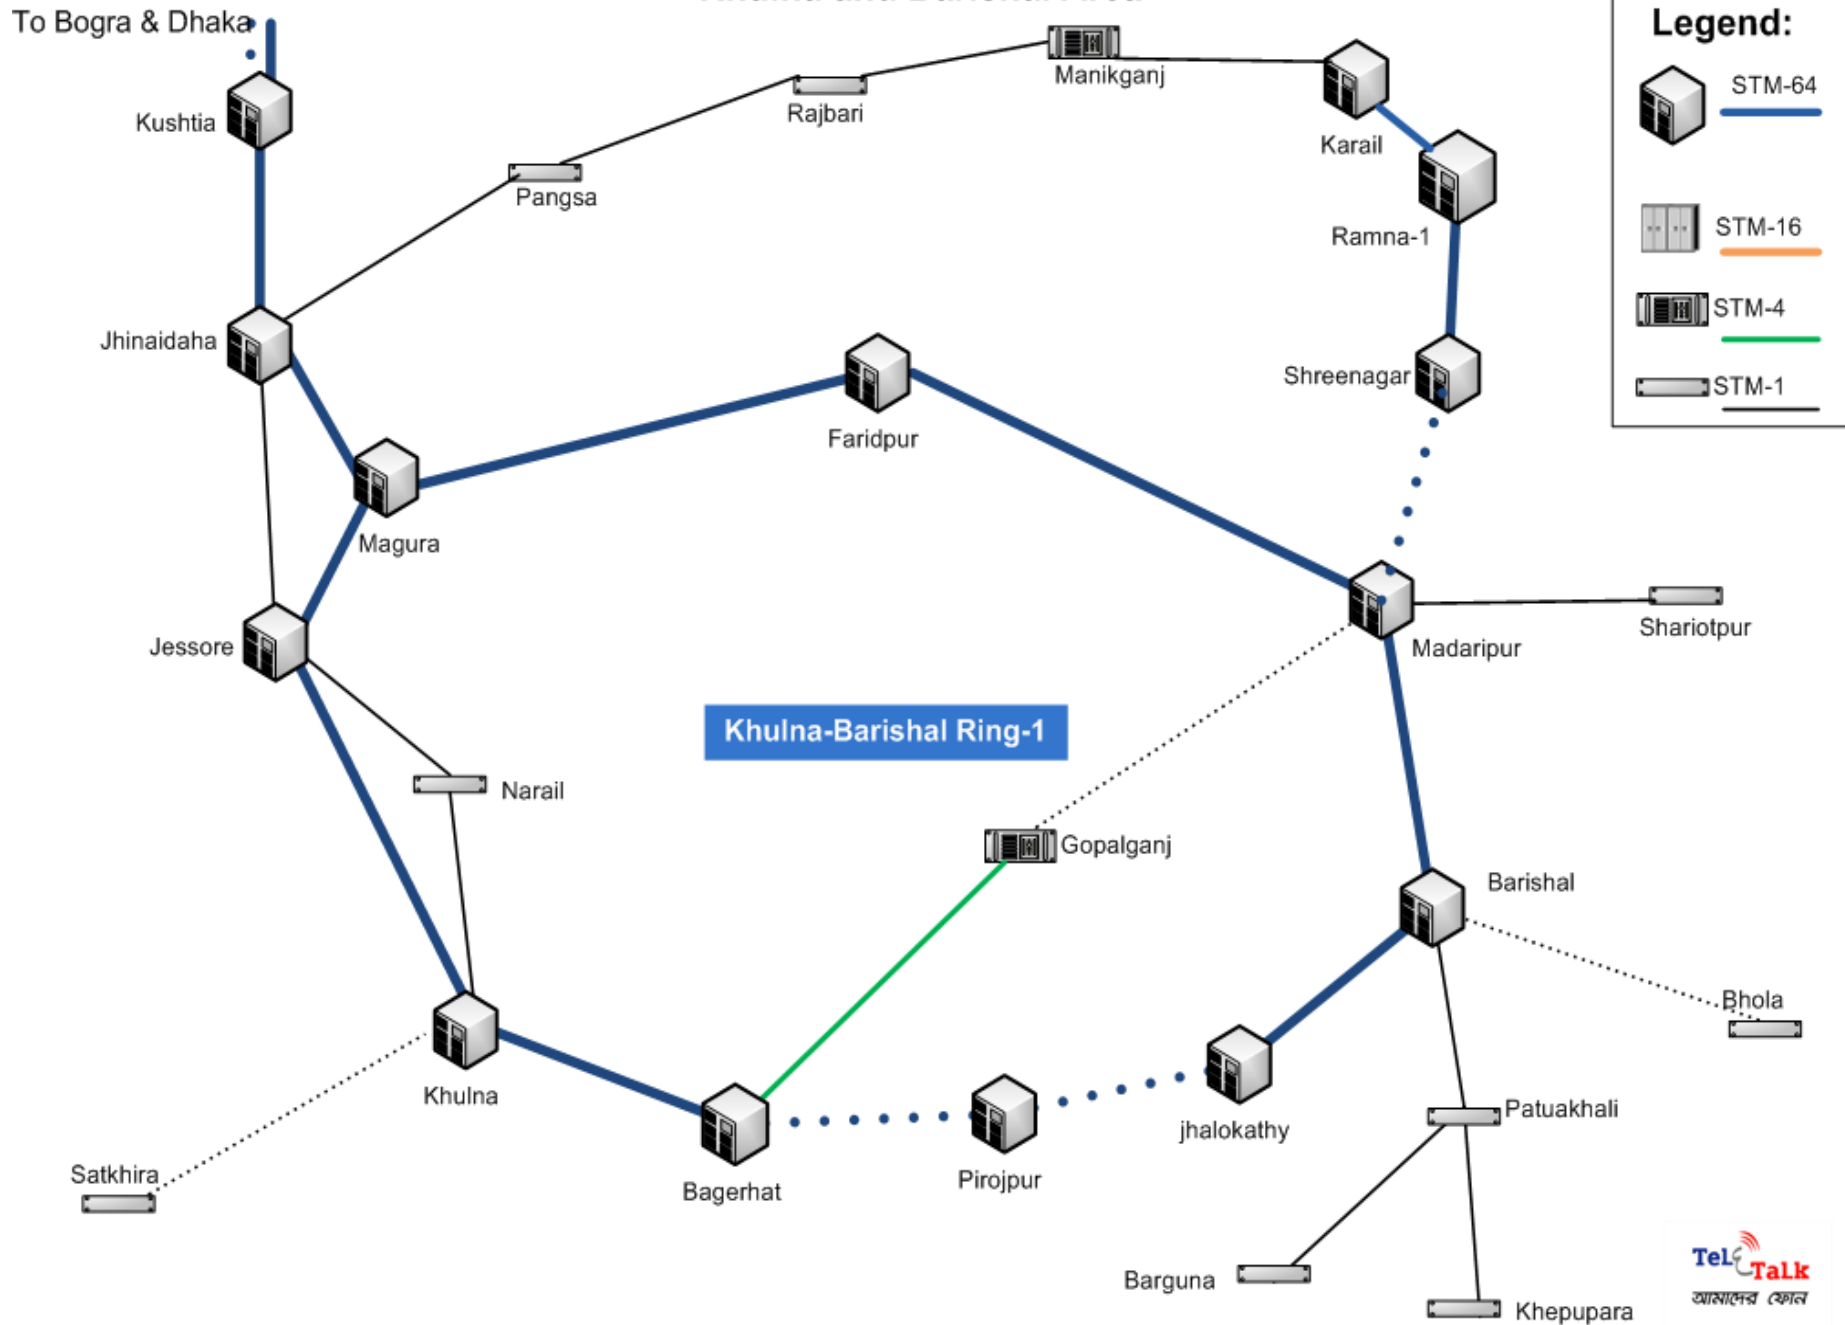 To Bogra & Dhaka
Legend:
STM-64
STM-16
STM-4
STM-1
Manikganj
Rajbari
Kushtia
Karail
Pangsa
Ramna-1
Jhinaidaha
Shreenagar
Faridpur
Magura
Jessore
Shariotpur
Madaripur
Khulna-Barishal Ring-1
Narail
Gopalganj
Barishal
Bhola
Khulna
Patuakhali
jhalokathy
Satkhira
Pirojpur
Bagerhat
Barguna
Khepupara
TeleTaLk
আমাদের ফোন